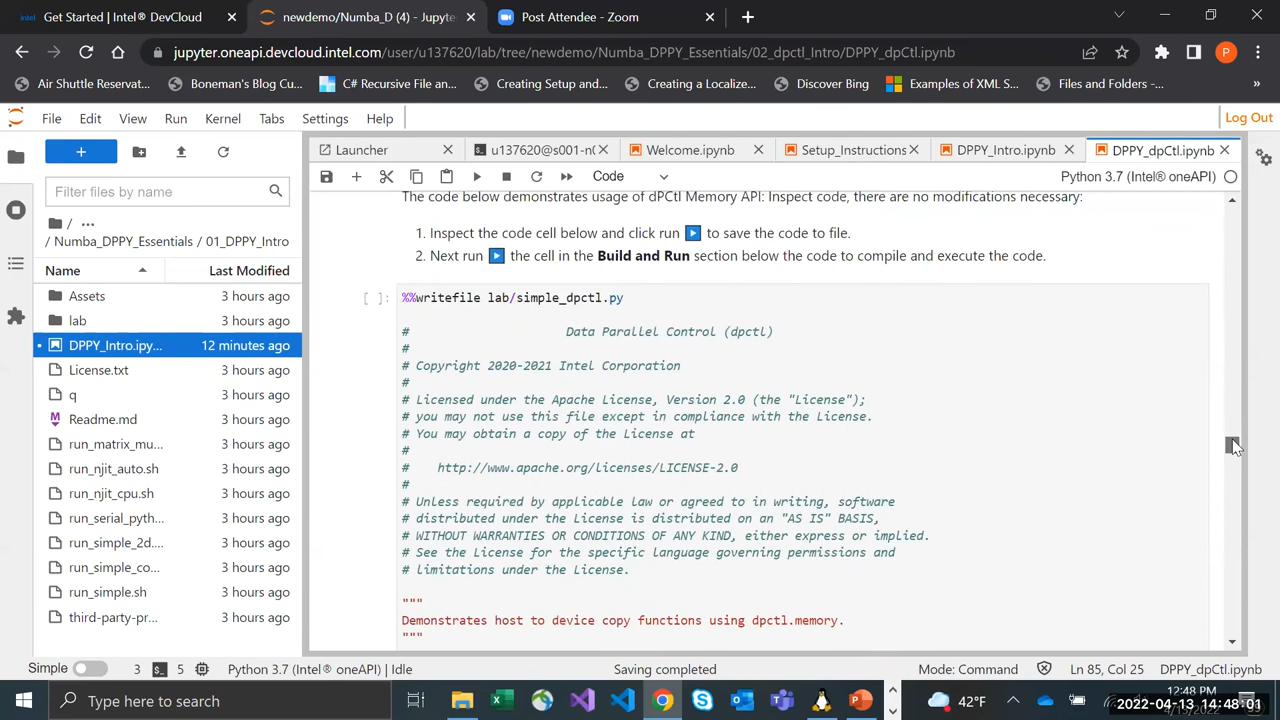 intel Get Started | Intel® DevCloud
newdemo/Numba_D (4) - Jupyter
Post Attendee - Zoom
jupyter.oneapi.devcloud.intel.com/user/u137620/lab/tree/newdemo/Numba_DPPY_Essentials/02_dpctl_Intro/DPPY_dpCtl.ipynb
P
Air Shuttle Reservat...
Boneman's Blog Cu...
C# Recursive File an...
Creating Setup and...
Creating a Localize...
Discover Bing
Examples of XML S...
Files and Folders -...
»
File Edit View Run Kernel Tabs Settings Help
Log Out
Launcher
u137620@s001-n0
Welcome.ipynb
Setup_Instructions
DPPY_Intro.ipynb
DPPY_dpCtl.ipynb
Code
Python 3.7 (Intel® oneAPI)
Filter files by name
/ ...
/ Numba_DPPY_Essentials / 01_DPPY_Intro
Name Last Modified
Assets 3 hours ago
lab 3 hours ago
DPPY_Intro.ipy... 12 minutes ago
License.txt 3 hours ago
q 3 hours ago
Readme.md 3 hours ago
run_matrix_mu... 3 hours ago
run_njit_auto.sh 3 hours ago
run_njit_cpu.sh 3 hours ago
run_serial_pyth... 3 hours ago
run_simple_2d.... 3 hours ago
run_simple_co... 3 hours ago
run_simple.sh 3 hours ago
third-party-pr... 3 hours ago
The code below demonstrates usage of dPCtl Memory API: Inspect code, there are no modifications necessary:
1. Inspect the code cell below and click run to save the code to file.
2. Next run the cell in the Build and Run section below the code to compile and execute the code.
[ ]: %%writefile lab/simple_dpctl.py
# Data Parallel Control (dpctl)
#
# Copyright 2020-2021 Intel Corporation
#
# Licensed under the Apache License, Version 2.0 (the "License");
# you may not use this file except in compliance with the License.
# You may obtain a copy of the License at
#
# http://www.apache.org/licenses/LICENSE-2.0
#
# Unless required by applicable law or agreed to in writing, software
# distributed under the License is distributed on an "AS IS" BASIS,
# WITHOUT WARRANTIES OR CONDITIONS OF ANY KIND, either express or implied.
# See the License for the specific language governing permissions and
# limitations under the License.
"""
Demonstrates host to device copy functions using dpctl.memory.
"""
Simple 3 5 Python 3.7 (Intel® oneAPI) | Idle Saving completed Mode: Command Ln 85, Col 25 DPPY_dpCtl.ipynb
Type here to search
42°F
12:48 PM
2022-04-13 14:48:01